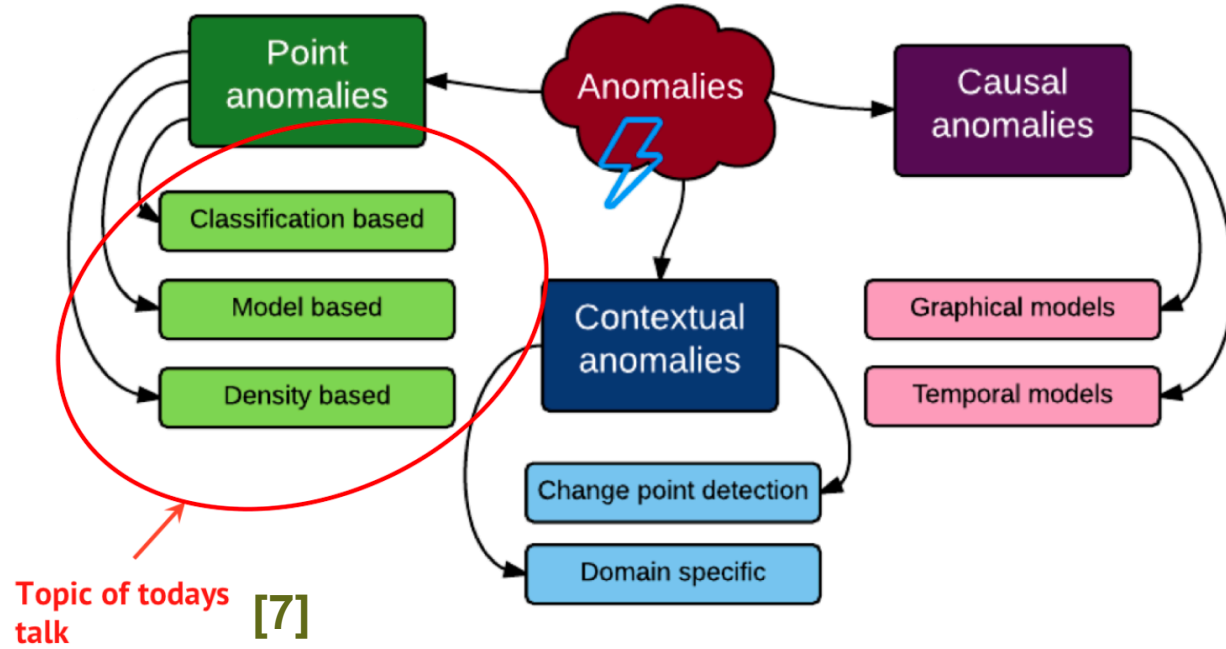 Point
anomalies
Anomalies
Causal
anomalies
Classification based
Model based
Density based
Contextual
anomalies
Graphical models
Temporal models
Change point detection
Domain specific
Topic of todays
talk
[7]